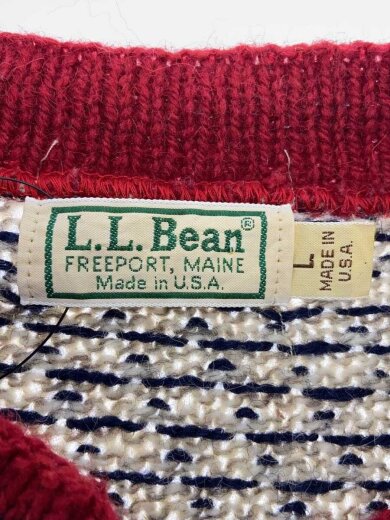 L.L.Bean®
FREEPORT, MAINE
Made in U.S.A.
L
MADE IN
U.S.A.